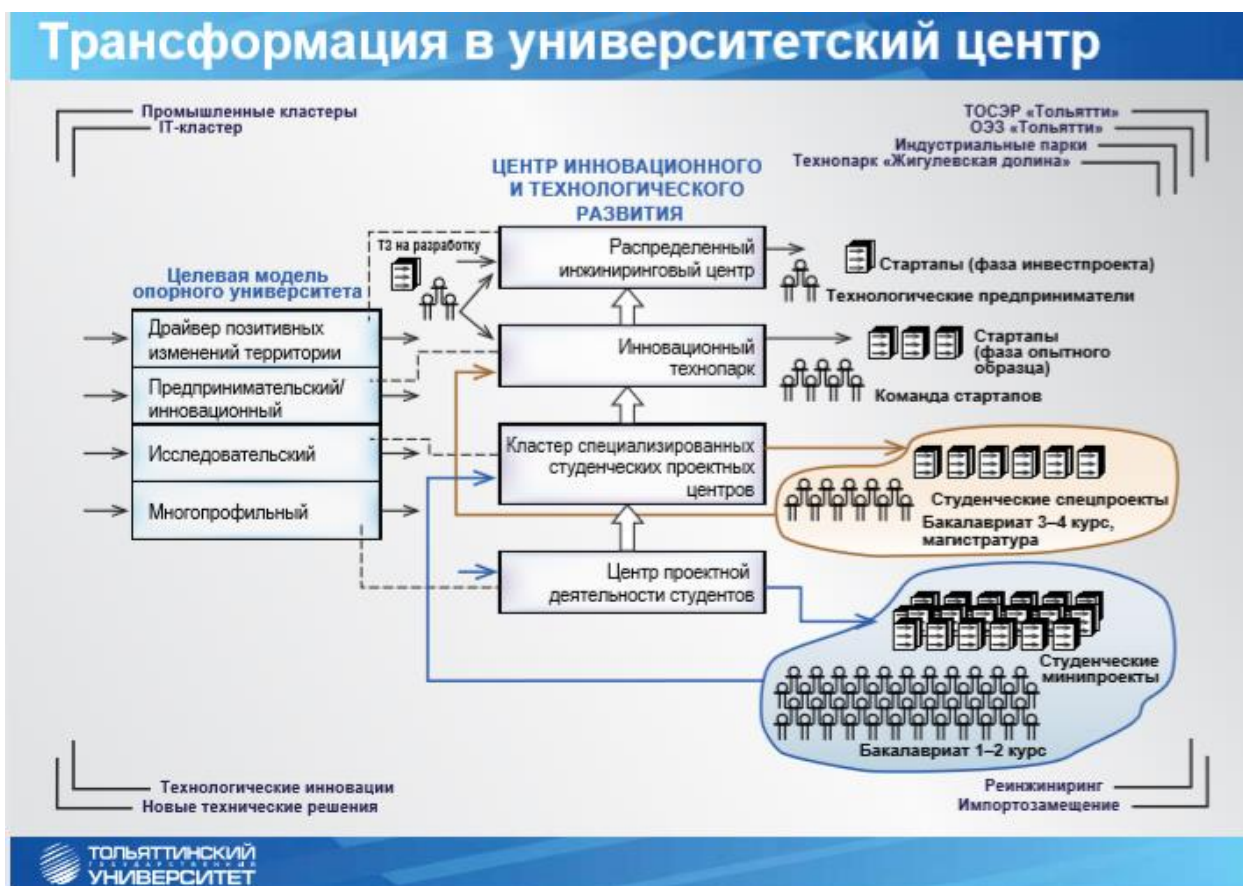 Трансформация в университетский центр
Промышленные кластеры
IT-кластер
ТОСЭР «Тольятти»
ОЭЗ «Тольятти»
Индустриальные парки
Технопарк «Жигулевская долина»
ЦЕНТР ИННОВАЦИОННОГО
И ТЕХНОЛОГИЧЕСКОГО
РАЗВИТИЯ
ТЗ на разработку
Целевая модель
опорного университета
Драйвер позитивных
изменений территории
Предпринимательский/
инновационный
Исследовательский
Многопрофильный
Распределенный
инжиниринговый центр
Стартапы (фаза инвестпроекта)
Технологические предприниматели
Инновационный
технопарк
Стартапы
(фаза опытного
образца)
Команда стартапов
Кластер специализированных
студенческих проектных
центров
Студенческие спецпроекты
Бакалавриат 3–4 курс,
магистратура
Центр проектной
деятельности студентов
Студенческие
минипроекты
Бакалавриат 1–2 курс
Технологические инновации
Новые технические решения
Реинжиниринг
Импортозамещение
ТОЛЬЯТТИНСКИЙ
ГОСУДАРСТВЕННЫЙ
УНИВЕРСИТЕТ